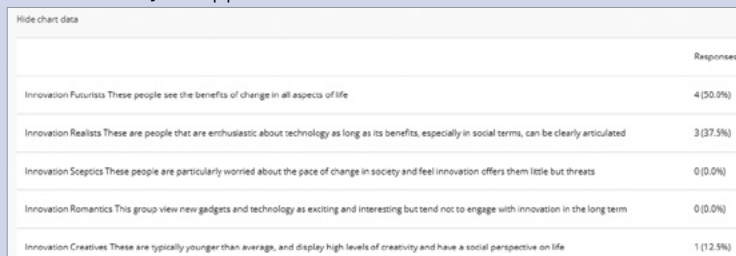 Hide chart data
Responses
Innovation Futurists These people see the benefits of change in all aspects of life 4 (50.0%)
Innovation Realists These are people that are enthusiastic about technology as long as its benefits, especially in social terms, can be clearly articulated 3 (37.5%)
Innovation Sceptics These people are particularly worried about the pace of change in society and feel innovation offers them little but threats 0 (0.0%)
Innovation Romantics This group view new gadgets and technology as exciting and interesting but tend not to engage with innovation in the long term 0 (0.0%)
Innovation Creatives These are typically younger than average, and display high levels of creativity and have a social perspective on life 1 (12.5%)